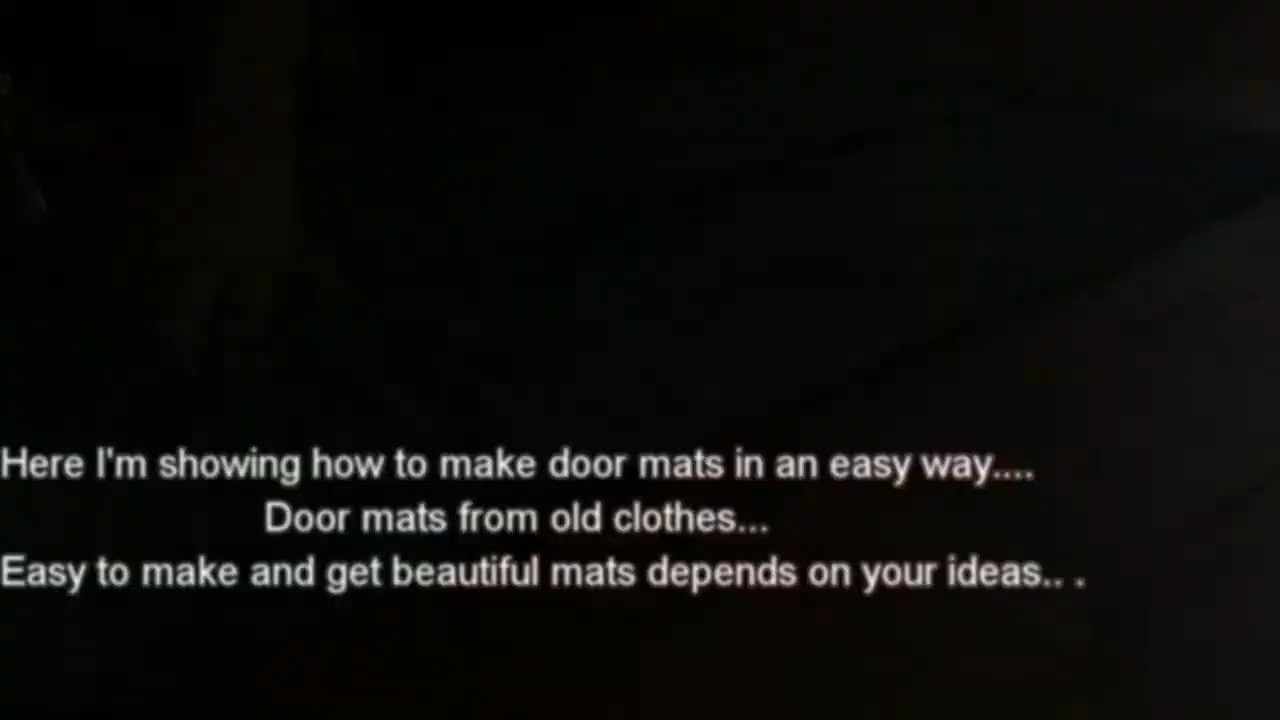 Here I'm showing how to make door mats in an easy way....
Door mats from old clothes...
Easy to make and get beautiful mats depends on your ideas.. .